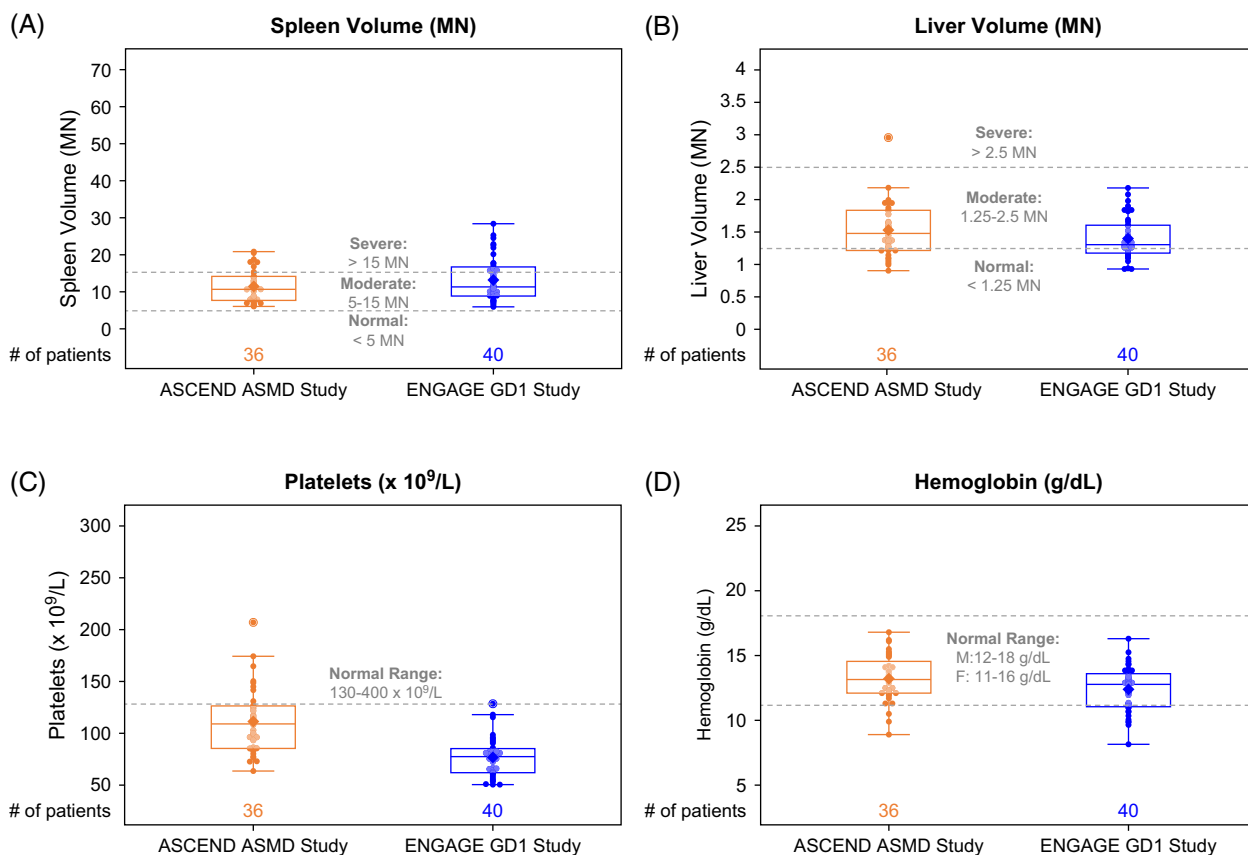 (A)
Spleen Volume (MN)
Spleen Volume (MN)
70
60
50
40
30
20
10
0
Severe:
> 15 MN
Moderate:
5-15 MN
Normal:
< 5 MN
# of patients
36
40
ASCEND ASMD Study
ENGAGE GD1 Study
(B)
Liver Volume (MN)
Liver Volume (MN)
4
3.5
3
2.5
2
1.5
1
0.5
0
Severe:
> 2.5 MN
Moderate:
1.25-2.5 MN
Normal:
< 1.25 MN
# of patients
36
40
ASCEND ASMD Study
ENGAGE GD1 Study
(C)
Platelets (x 10⁹/L)
Platelets (x 10⁹/L)
300
250
200
150
100
50
Normal Range:
130-400 x 10⁹/L
# of patients
36
40
ASCEND ASMD Study
ENGAGE GD1 Study
(D)
Hemoglobin (g/dL)
Hemoglobin (g/dL)
25
20
15
10
5
Normal Range:
M:12-18 g/dL
F: 11-16 g/dL
# of patients
36
40
ASCEND ASMD Study
ENGAGE GD1 Study